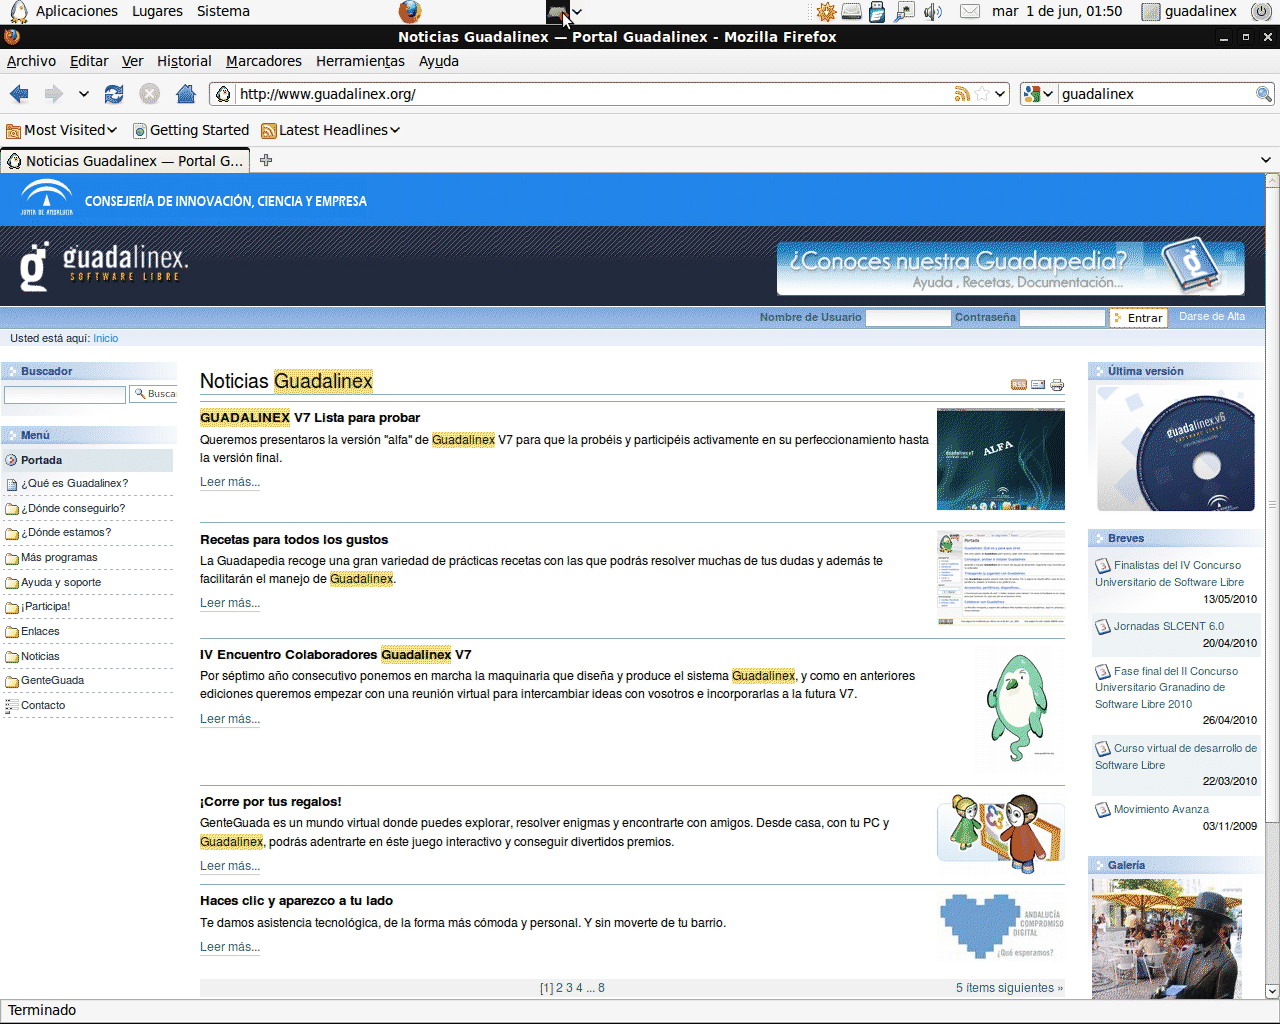 Aplicaciones Lugares Sistema
mar 1 de jun, 01:50 guadalinex
Noticias Guadalinex — Portal Guadalinex - Mozilla Firefox
Archivo Editar Ver Historial Marcadores Herramientas Ayuda
http://www.guadalinex.org/
guadalinex
Most Visited Getting Started Latest Headlines
Noticias Guadalinex — Portal G...
JUNTA DE ANDALUCIA
CONSEJERÍA DE INNOVACIÓN, CIENCIA Y EMPRESA
guadalinex.
SOFTWARE LIBRE
¿Conoces nuestra Guadapedia?
Ayuda , Recetas, Documentación...
Nombre de Usuario Contraseña Entrar Darse de Alta
Usted está aquí: Inicio
Buscador
Busca
Menú
Portada
¿Qué es Guadalinex?
¿Dónde conseguirlo?
¿Dónde estamos?
Más programas
Ayuda y soporte
¡Participa!
Enlaces
Noticias
GenteGuada
Contacto
Noticias Guadalinex
RSS
GUADALINEX V7 Lista para probar
Queremos presentaros la versión "alfa" de Guadalinex V7 para que la probéis y participéis activamente en su perfeccionamiento hasta
la versión final.
Leer más...
guadalinex v7
ALFA
Recetas para todos los gustos
La Guadapedia recoge una gran variedad de prácticas recetas con las que podrás resolver muchas de tus dudas y además te
facilitarán el manejo de Guadalinex.
Leer más...
Portada
IV Encuentro Colaboradores Guadalinex V7
Por séptimo año consecutivo ponemos en marcha la maquinaria que diseña y produce el sistema Guadalinex, y como en anteriores
ediciones queremos empezar con una reunión virtual para intercambiar ideas con vosotros e incorporarlas a la futura V7.
Leer más...
¡Corre por tus regalos!
GenteGuada es un mundo virtual donde puedes explorar, resolver enigmas y encontrarte con amigos. Desde casa, con tu PC y
Guadalinex, podrás adentrarte en éste juego interactivo y conseguir divertidos premios.
Leer más...
Haces clic y aparezco a tu lado
Te damos asistencia tecnológica, de la forma más cómoda y personal. Y sin moverte de tu barrio.
Leer más...
ANDALUCÍA
COMPROMISO
DIGITAL
¿Qué esperamos?
[1] 2 3 4 ... 8
5 ítems siguientes »
Última versión
guadalinex.v6
SOFTWARE LIBRE
Breves
Finalistas del IV Concurso
Universitario de Software Libre
13/05/2010
Jornadas SLCENT 6.0
20/04/2010
Fase final del II Concurso
Universitario Granadino de
Software Libre 2010
26/04/2010
Curso virtual de desarrollo de
Software Libre
22/03/2010
Movimiento Avanza
03/11/2009
Galería
Terminado